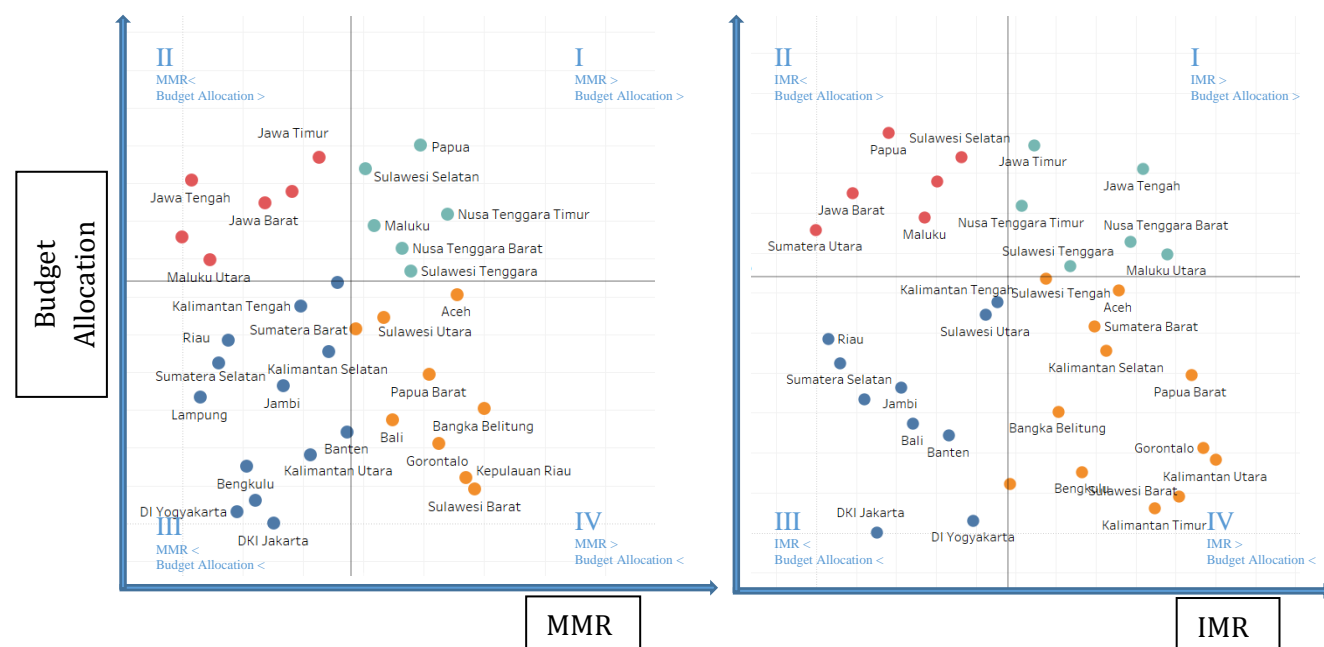 Budget
Allocation
II
MMR<
Budget Allocation >
I
MMR >
Budget Allocation >
Jawa Timur
Papua
Sulawesi Selatan
Jawa Tengah
Nusa Tenggara Timur
Jawa Barat
Maluku
Nusa Tenggara Barat
Maluku Utara
Sulawesi Tenggara
Kalimantan Tengah
Aceh
Sumatera Barat
Sulawesi Utara
Riau
Kalimantan Selatan
Sumatera Selatan
Papua Barat
Jambi
Lampung
Bangka Belitung
Bali
Banten
Gorontalo
Kalimantan Utara
Kepulauan Riau
Bengkulu
Sulawesi Barat
DI Yogyakarta
DKI Jakarta
III
MMR <
Budget Allocation <
IV
MMR >
Budget Allocation <
MMR
II
IMR<
Budget Allocation >
I
IMR >
Budget Allocation >
Sulawesi Selatan
Papua
Jawa Timur
Jawa Tengah
Jawa Barat
Nusa Tenggara Timur
Nusa Tenggara Barat
Maluku
Sumatera Utara
Sulawesi Tenggara
Maluku Utara
Kalimantan Tengah
Sulawesi Tengah
Aceh
Sulawesi Utara
Sumatera Barat
Riau
Kalimantan Selatan
Sumatera Selatan
Papua Barat
Jambi
Bangka Belitung
Bali
Banten
Gorontalo
Kalimantan Utara
Bengkulu
Sulawesi Barat
DKI Jakarta
Kalimantan Timur
DI Yogyakarta
III
IMR <
Budget Allocation <
IV
IMR >
Budget Allocation <
IMR